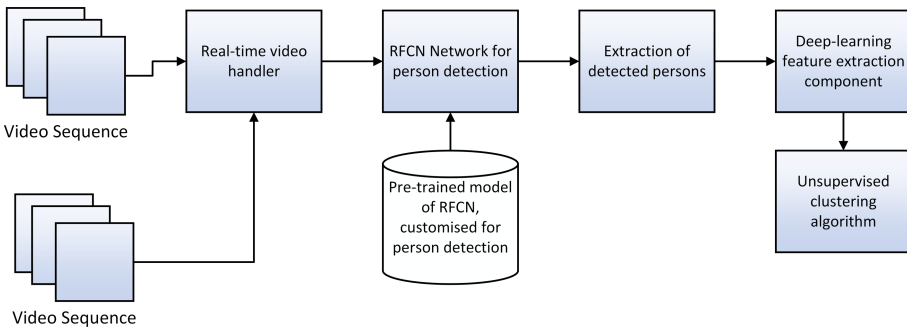 Video Sequence
Real-time video
handler
RFCN Network for
person detection
Extraction of
detected persons
Deep-learning
feature extraction
component
Pre-trained model
of RFCN,
customised for
person detection
Unsupervised
clustering
algorithm
Video Sequence